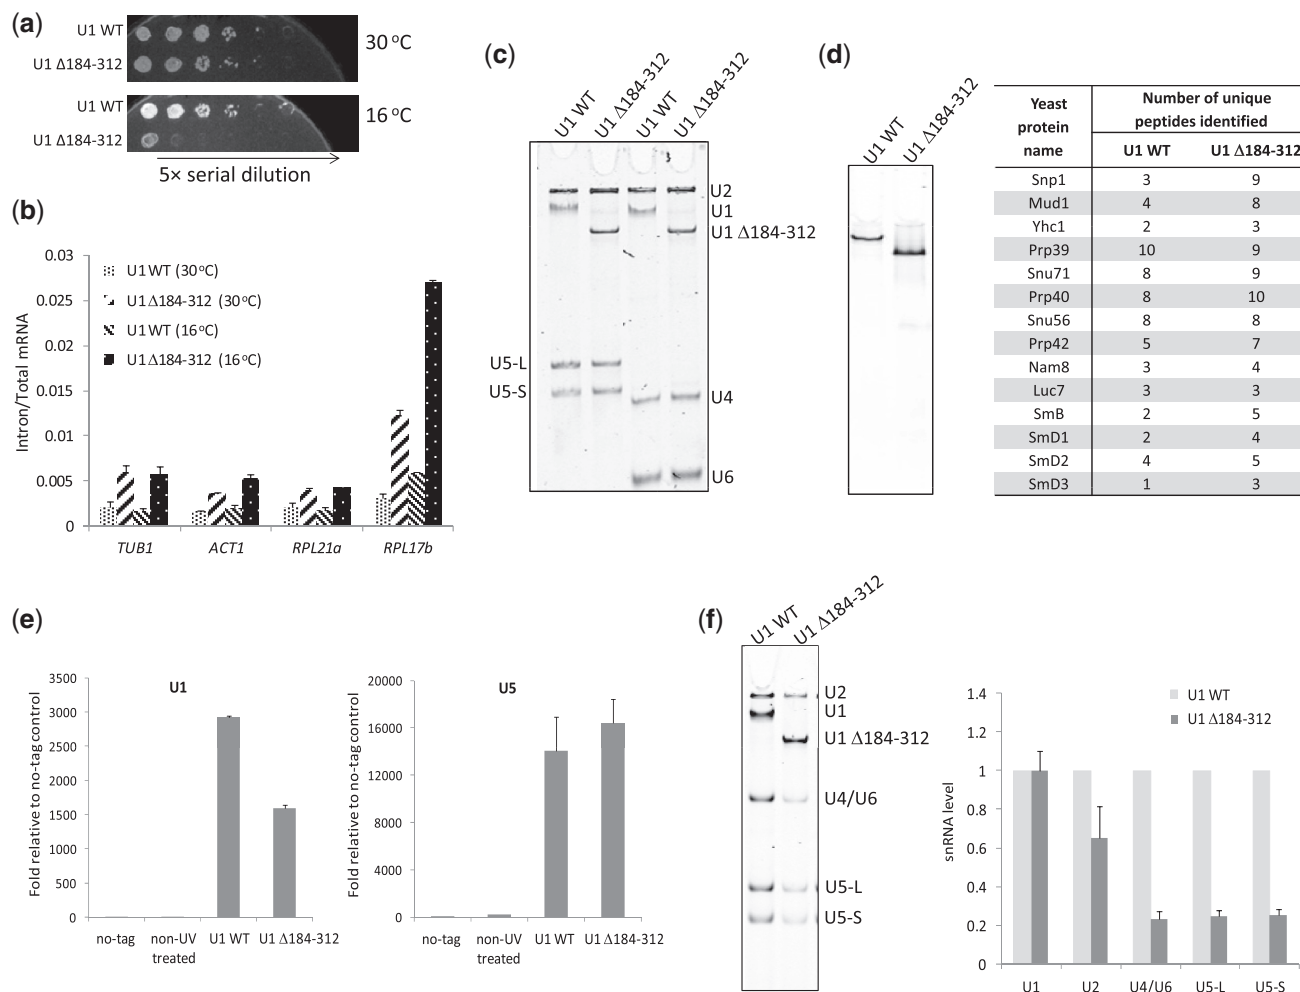 (a)
U1 WT
U1 Δ184-312
30 °C
U1 WT
U1 Δ184-312
16 °C
5× serial dilution
(b)
Intron/Total mRNA
0.03
0.025
0.02
0.015
0.01
0.005
0
U1 WT (30°C)
U1 Δ184-312 (30°C)
U1 WT (16°C)
U1 Δ184-312 (16°C)
TUB1 ACT1 RPL21a RPL17b
(c)
U1 WT
U1 Δ184-312
U1 WT
U1 Δ184-312
U2
U1
U1 Δ184-312
U5-L
U5-S
U4
U6
(d)
U1 WT
U1 Δ184-312
Yeast protein name
Number of unique peptides identified
U1 WT U1 Δ184-312
Snp1 3 9
Mud1 4 8
Yhc1 2 3
Prp39 10 9
Snu71 8 9
Prp40 8 10
Snu56 8 8
Prp42 5 7
Nam8 3 4
Luc7 3 3
SmB 2 5
SmD1 2 4
SmD2 4 5
SmD3 1 3
(e)
U1
Fold relative to no-tag control
3500
3000
2500
2000
1500
1000
500
0
no-tag non-UV treated U1 WT U1 Δ184-312
U5
Fold relative to no-tag control
20000
16000
12000
8000
4000
0
no-tag non-UV treated U1 WT U1 Δ184-312
(f)
U1 WT
U1 Δ184-312
U2
U1
U1 Δ184-312
U4/U6
U5-L
U5-S
snRNA level
1.4
1.2
1
0.8
0.6
0.4
0.2
0
U1 WT
U1 Δ184-312
U1 U2 U4/U6 U5-L U5-S